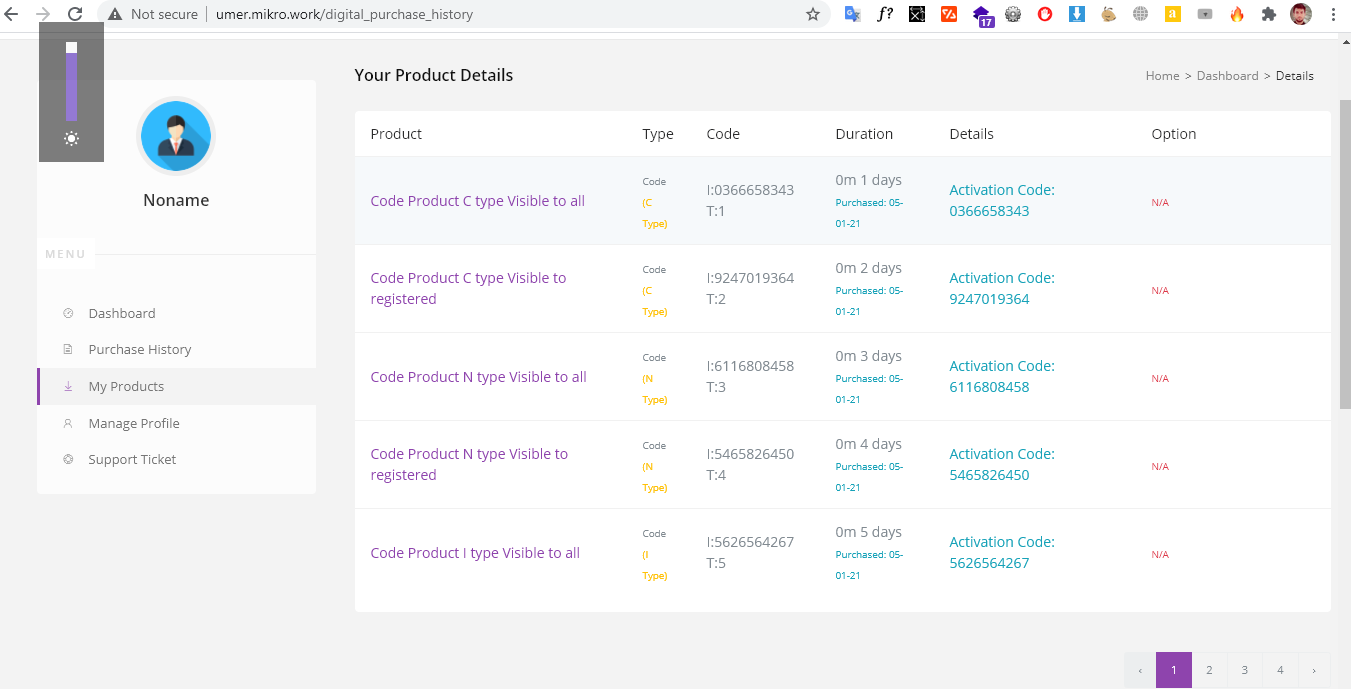 Not secure
umer.mikro.work/digital_purchase_history
17
Your Product Details
Home > Dashboard > Details
Noname
MENU
Dashboard
Purchase History
My Products
Manage Profile
Support Ticket
Product Type Code Duration Details Option
Code Product C type Visible to all
Code
(C
Type)
I:0366658343
T:1
0m 1 days
Purchased: 05-
01-21
Activation Code:
0366658343
N/A
Code Product C type Visible to
registered
Code
(C
Type)
I:9247019364
T:2
0m 2 days
Purchased: 05-
01-21
Activation Code:
9247019364
N/A
Code Product N type Visible to all
Code
(N
Type)
I:6116808458
T:3
0m 3 days
Purchased: 05-
01-21
Activation Code:
6116808458
N/A
Code Product N type Visible to
registered
Code
(N
Type)
I:5465826450
T:4
0m 4 days
Purchased: 05-
01-21
Activation Code:
5465826450
N/A
Code Product I type Visible to all
Code
(I
Type)
I:5626564267
T:5
0m 5 days
Purchased: 05-
01-21
Activation Code:
5626564267
N/A
‹ 1 2 3 4 ›